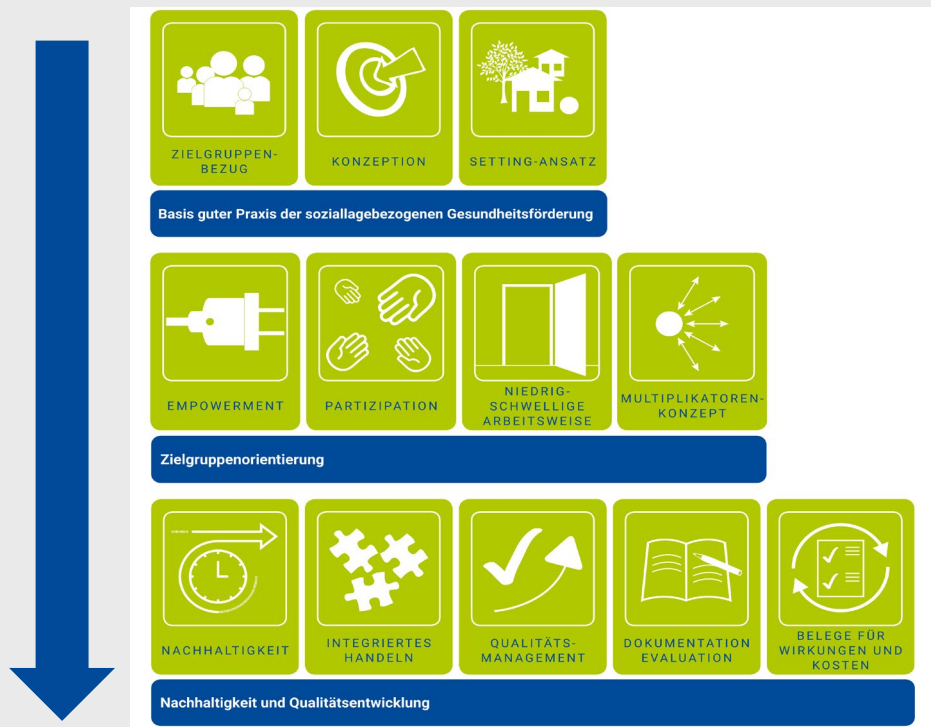 ZIELGRUPPEN-
BEZUG
KONZEPTION
SETTING-ANSATZ
Basis guter Praxis der soziallagebezogenen Gesundheitsförderung
EMPOWERMENT
PARTIZIPATION
NIEDRIG-
SCHWELLIGE
ARBEITSWEISE
MULTIPLIKATOREN-
KONZEPT
Zielgruppenorientierung
NACHHALTIGKEIT
INTEGRIERTES
HANDELN
QUALITÄTS-
MANAGEMENT
DOKUMENTATION
EVALUATION
BELEGE FÜR
WIRKUNGEN UND
KOSTEN
Nachhaltigkeit und Qualitätsentwicklung